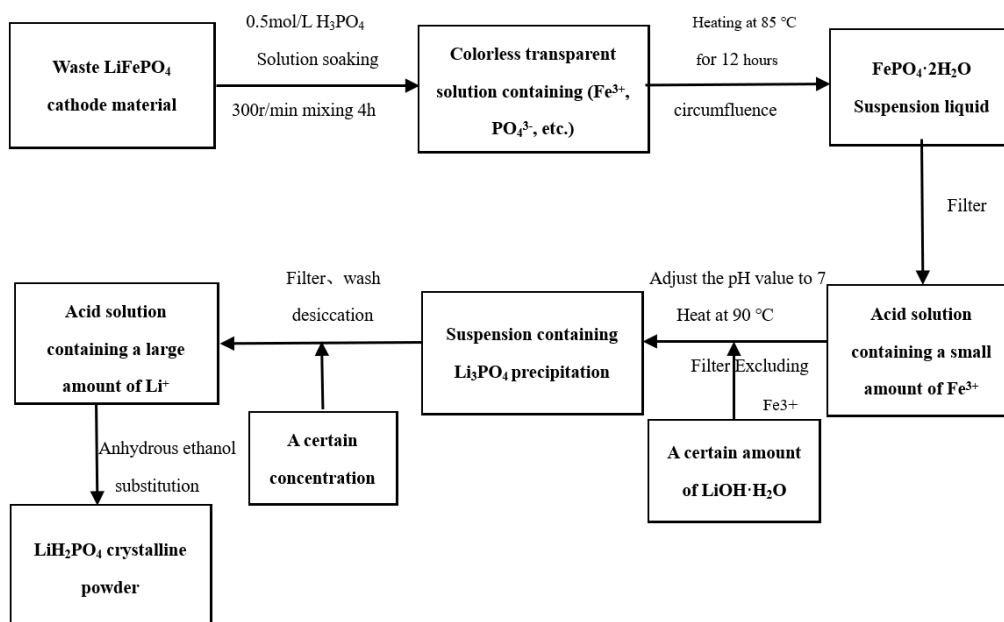 Waste LiFePO₄
cathode material
0.5mol/L H₃PO₄
Solution soaking
300r/min mixing 4h
Colorless transparent
solution containing (Fe³⁺,
PO₄³⁻, etc.)
Heating at 85 ℃
for 12 hours
circumfluence
FePO₄·2H₂O
Suspension liquid
Filter
Acid solution
containing a small
amount of Fe³⁺
Adjust the pH value to 7
Heat at 90 ℃
Filter Excluding
Fe3+
A certain amount
of LiOH·H₂O
Suspension containing
Li₃PO₄ precipitation
Filter、wash
desiccation
A certain
concentration
Acid solution
containing a large
amount of Li⁺
Anhydrous ethanol
substitution
LiH₂PO₄ crystalline
powder